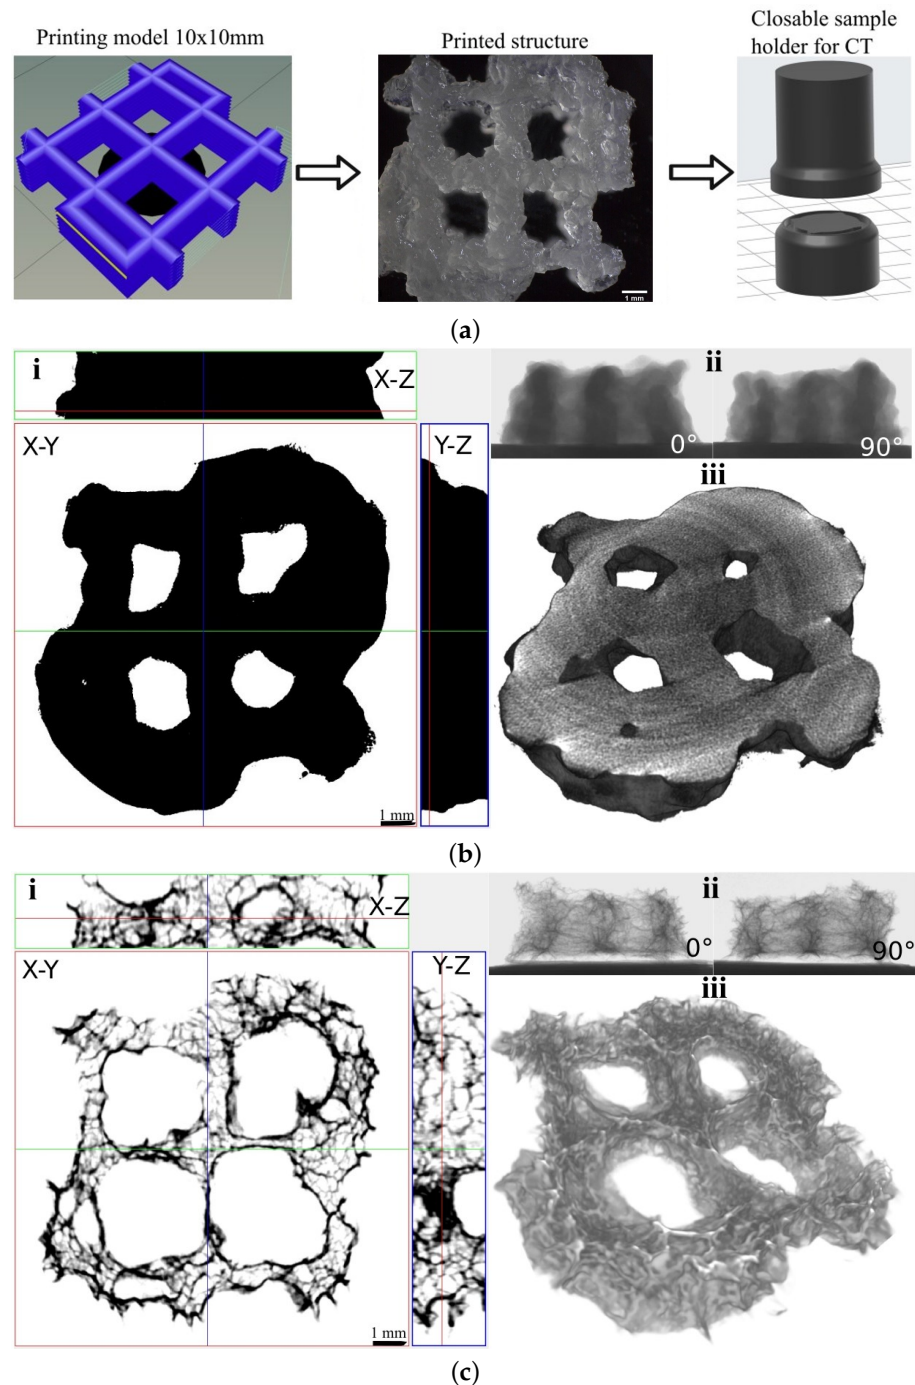 Printing model 10x10mm
Printed structure
Closable sample
holder for CT
1 mm
(a)
i
X-Z
X-Y
Y-Z
1 mm
ii
0°
90°
iii
(b)
i
X-Z
X-Y
Y-Z
1 mm
ii
0°
90°
iii
(c)